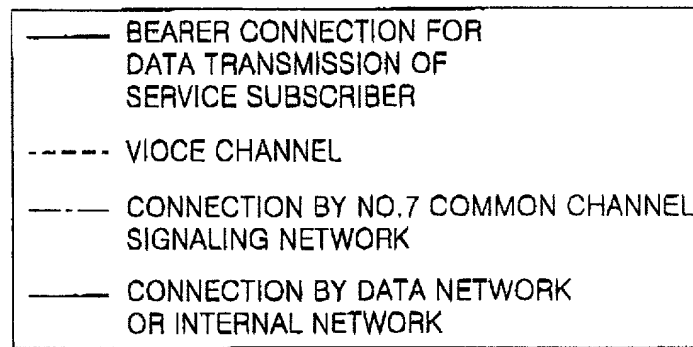 BEARER CONNECTION FOR
DATA TRANSMISSION OF
SERVICE SUBSCRIBER
VIOCE CHANNEL
CONNECTION BY NO.7 COMMON CHANNEL
SIGNALING NETWORK
CONNECTION BY DATA NETWORK
OR INTERNAL NETWORK